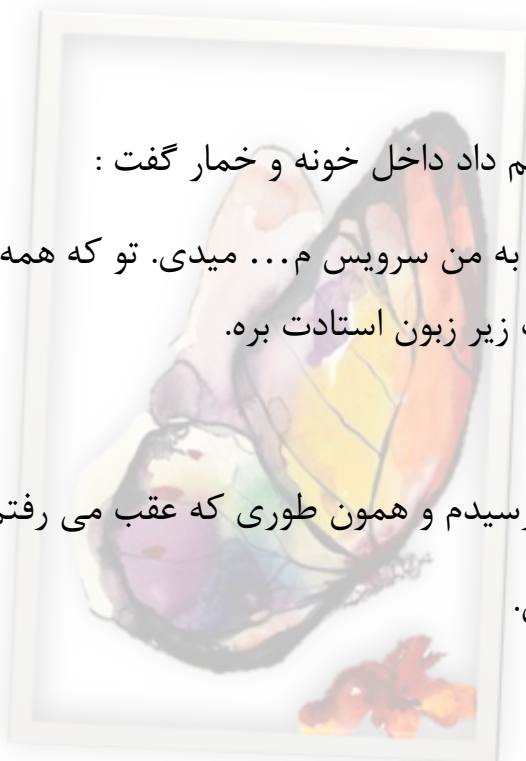 م داد داخل خونه و خمار گفت :
به من سرویس م... میدی. تو که همه
زیر زبون استادت بره.
رسیدم و همون طوری که عقب می رفتم